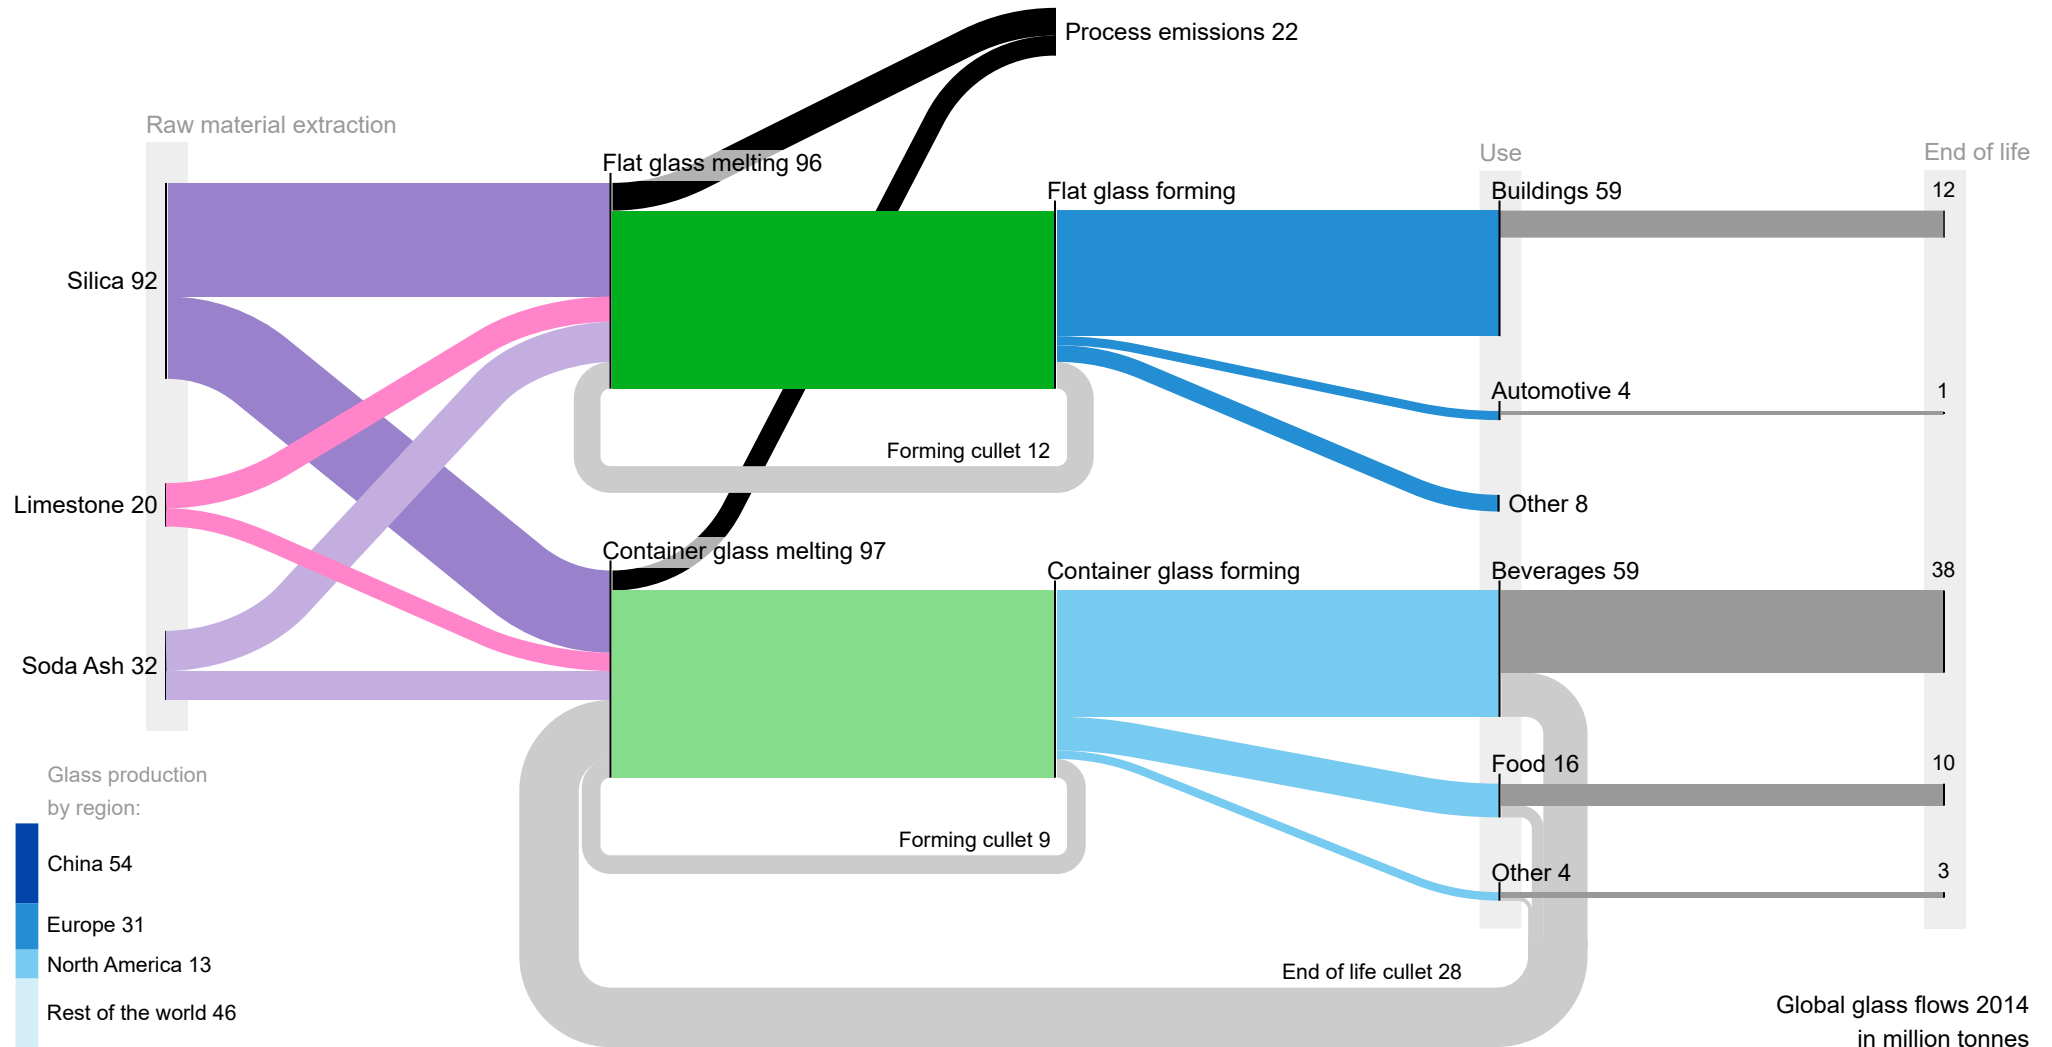 Process emissions 22
Raw material extraction
Flat glass melting 96
Use
End of life
Flat glass forming
Buildings 59
12
Silica 92
Automotive 4
1
Forming cullet 12
Limestone 20
Other 8
Container glass melting 97
Container glass forming
Beverages 59
38
Soda Ash 32
Food 16
10
Glass production
by region:
Forming cullet 9
China 54
Other 4
3
Europe 31
North America 13
End of life cullet 28
Rest of the world 46
Global glass flows 2014
in million tonnes